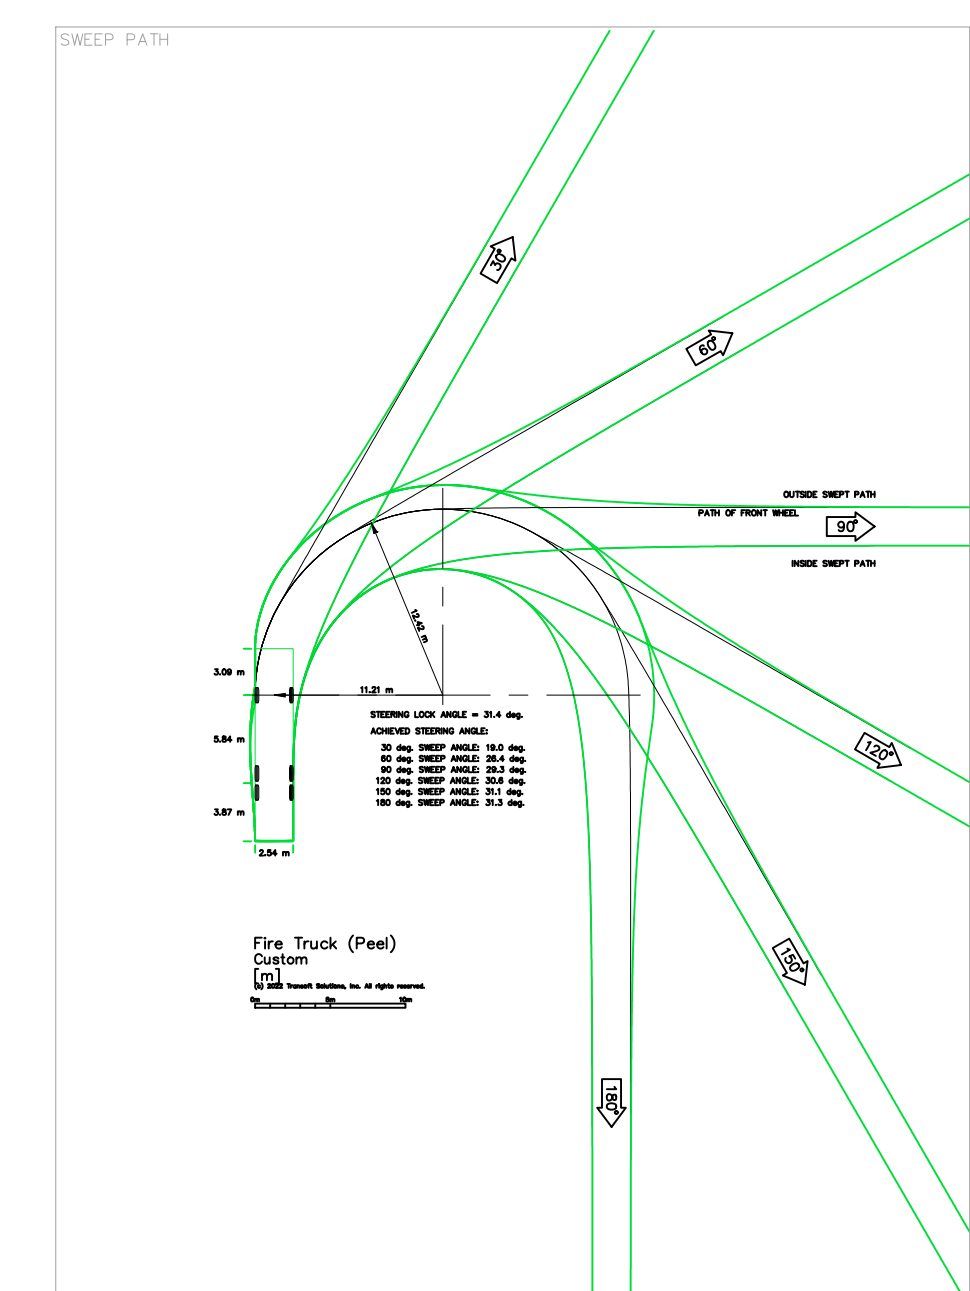 SWEEP PATH
30°
60°
OUTSIDE SWEPT PATH
PATH OF FRONT WHEEL
90°
INSIDE SWEPT PATH
12.42 m
3.09 m
11.21 m
STEERING LOCK ANGLE = 31.4 deg.
ACHIEVED STEERING ANGLE:
30 deg. SWEEP ANGLE: 19.0 deg.
60 deg. SWEEP ANGLE: 26.4 deg.
90 deg. SWEEP ANGLE: 29.3 deg.
120 deg. SWEEP ANGLE: 30.6 deg.
150 deg. SWEEP ANGLE: 31.1 deg.
180 deg. SWEEP ANGLE: 31.3 deg.
5.84 m
120°
3.87 m
2.54 m
150°
Fire Truck (Peel)
Custom
[m]
2022 Transoft Solutions, Inc. All rights reserved.
0m 5m 10m
180°